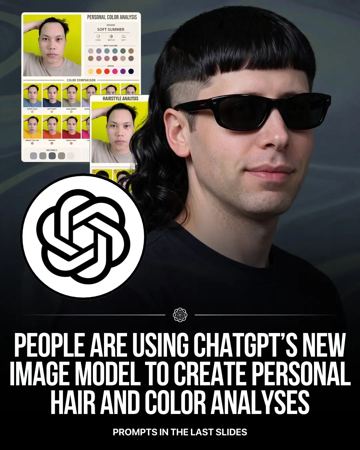 PERSONAL COLOR ANALYSIS
SOFT SUMMER
COLOR COMPARISON
HAIRSTYLE ANALYSIS
PEOPLE ARE USING CHATGPT'S NEW
IMAGE MODEL TO CREATE PERSONAL
HAIR AND COLOR ANALYSES
PROMPTS IN THE LAST SLIDES